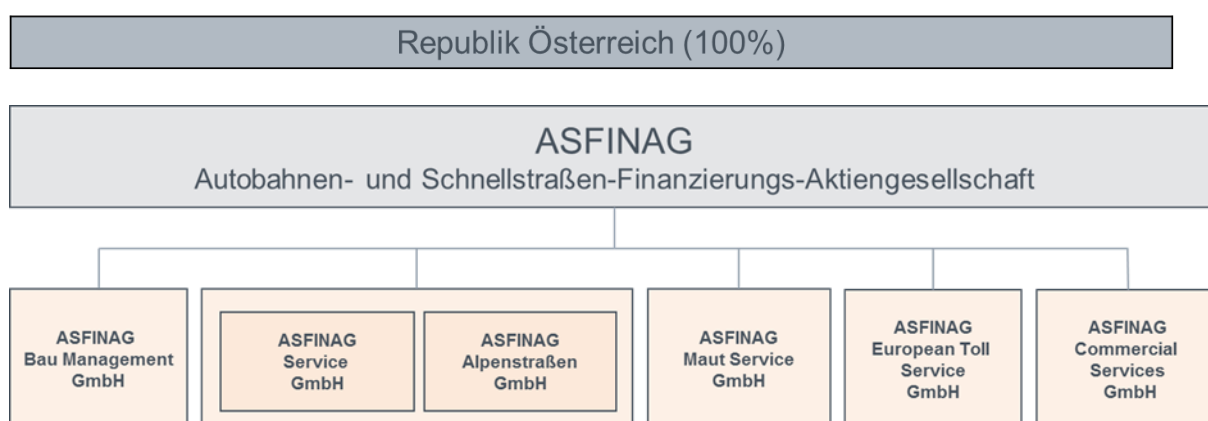 Republik Österreich (100%)
ASFINAG
Autobahnen- und Schnellstraßen-Finanzierungs-Aktiengesellschaft
ASFINAG
Bau Management
GmbH
ASFINAG
Service
GmbH
ASFINAG
Alpenstraßen
GmbH
ASFINAG
Maut Service
GmbH
ASFINAG
European Toll
Service
GmbH
ASFINAG
Commercial
Services
GmbH